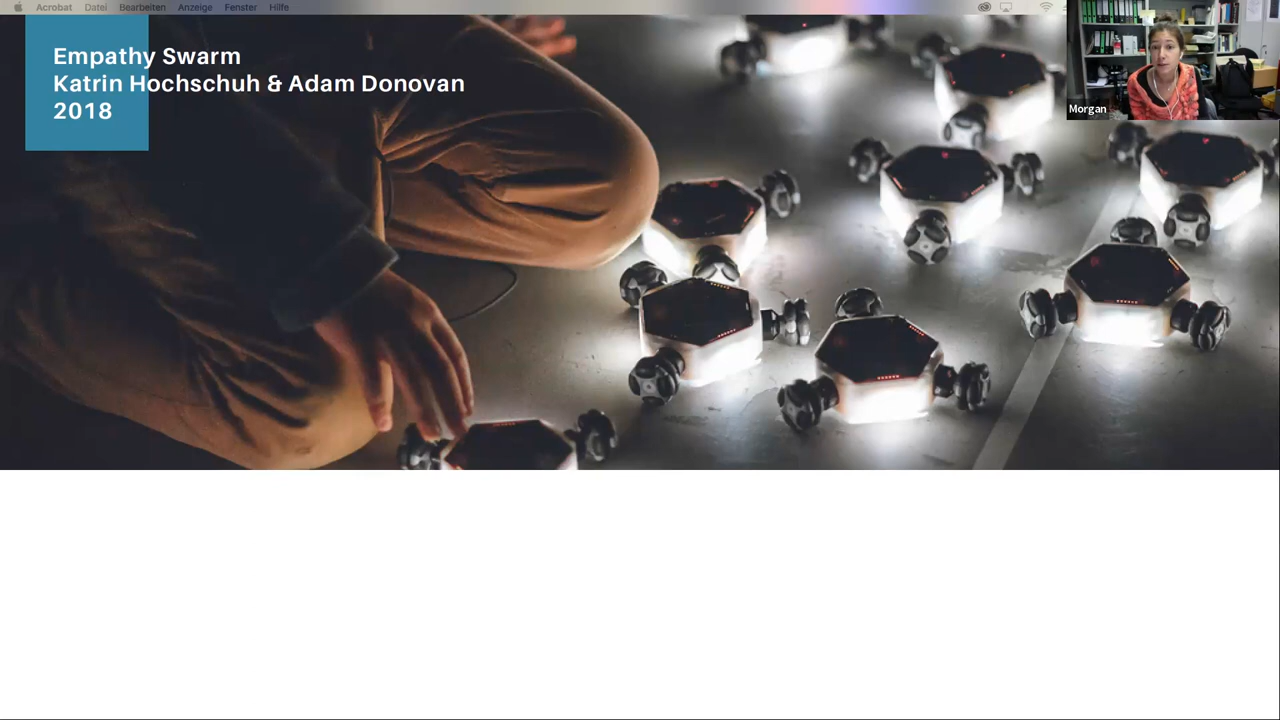 Acrobat Datei Bearbeiten Anzeige Fenster Hilfe
Empathy Swarm
Katrin Hochschuh & Adam Donovan
2018
Morgan